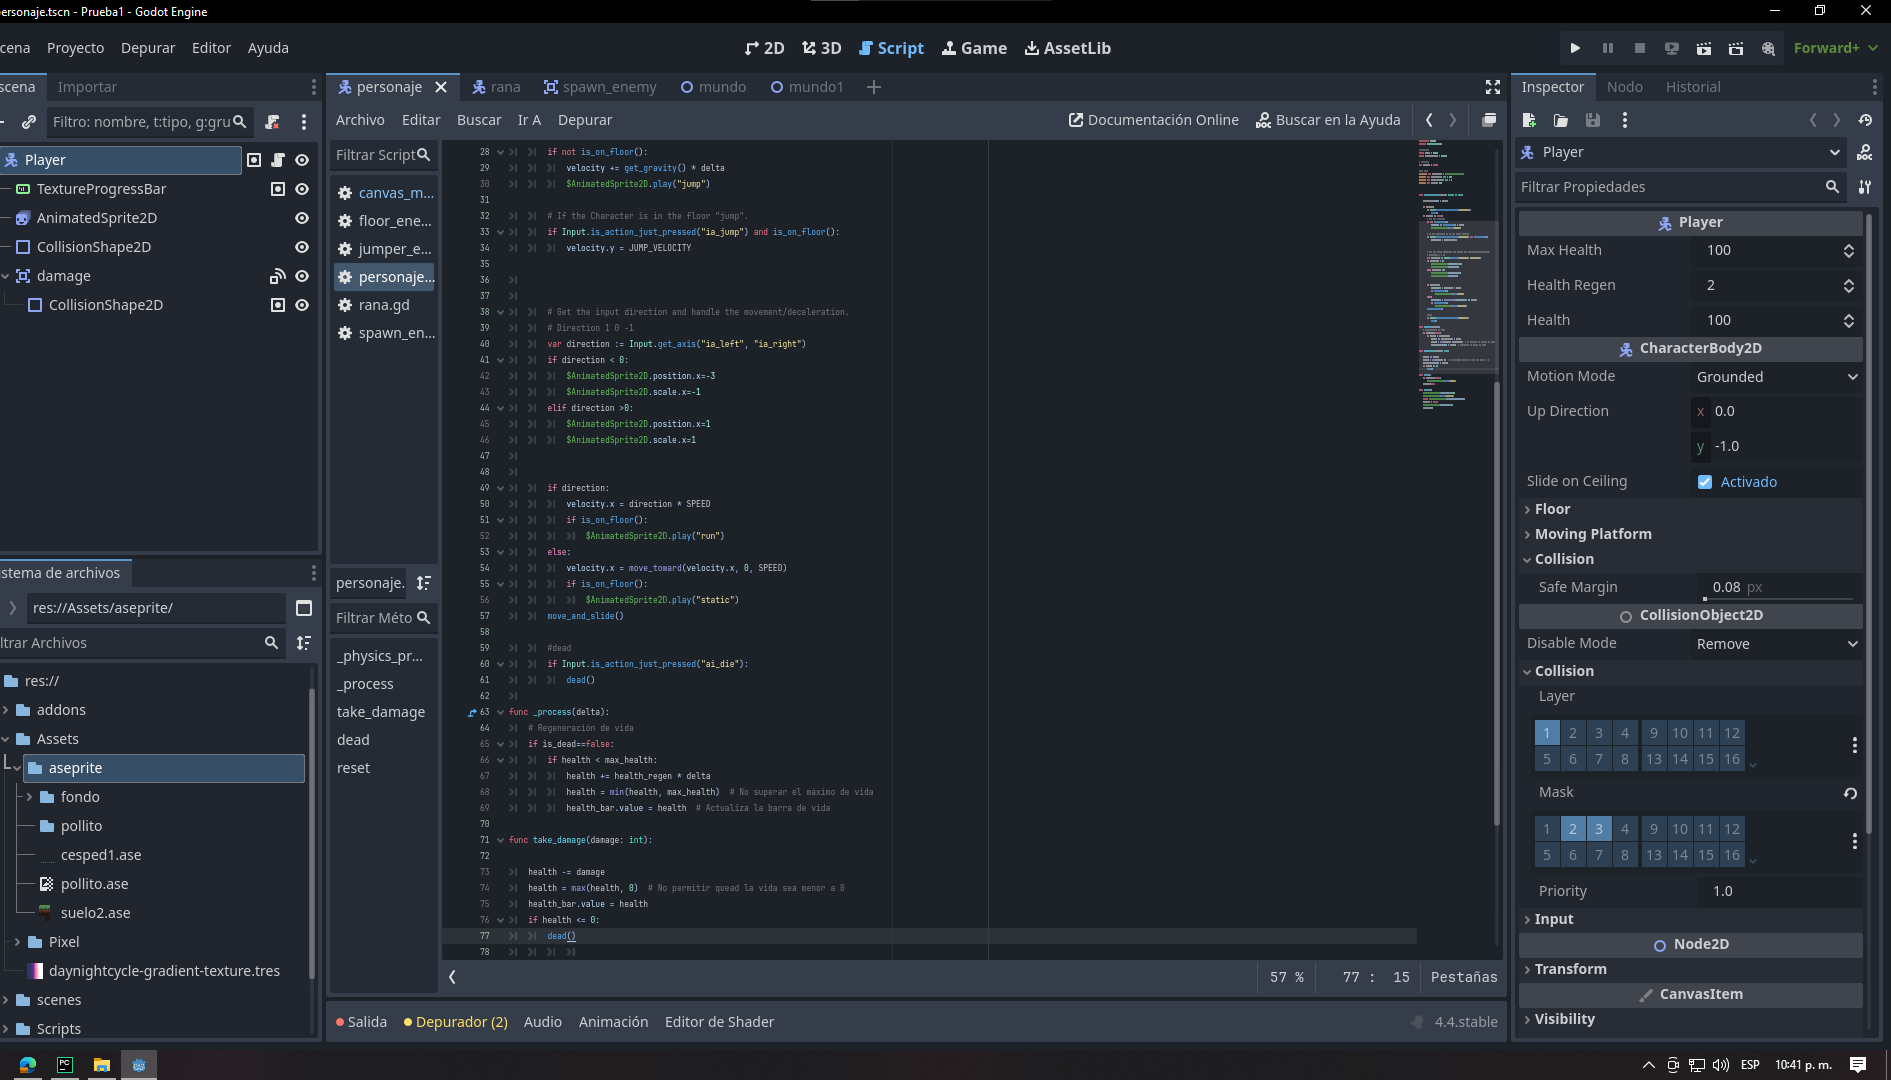 ersonaje.tscn - Prueba1 - Godot Engine
cena Proyecto Depurar Editor Ayuda
2D 3D Script Game AssetLib
Forward+
scena Importar
Filtro: nombre, t:tipo, g:gru
Player
TextureProgressBar
AnimatedSprite2D
CollisionShape2D
damage
CollisionShape2D
istema de archivos
res://Assets/aseprite/
ltrar Archivos
res://
addons
Assets
aseprite
fondo
pollito
cesped1.ase
pollito.ase
suelo2.ase
Pixel
daynightcycle-gradient-texture.tres
scenes
Scripts
personaje rana spawn_enemy mundo mundo1
Archivo Editar Buscar Ir A Depurar
Documentación Online Buscar en la Ayuda
Filtrar Script
canvas_m...
floor_ene...
jumper_e...
personaje...
rana.gd
spawn_en...
personaje.
Filtrar Méto
_physics_pr...
_process
take_damage
dead
reset
28 if not is_on_floor():
29 velocity += get_gravity() * delta
30 $AnimatedSprite2D.play("jump")
31
32 # If the Character is in the floor "jump".
33 if Input.is_action_just_pressed("ia_jump") and is_on_floor():
34 velocity.y = JUMP_VELOCITY
35
36
37
38 # Get the input direction and handle the movement/deceleration.
39 # Direction 1 0 -1
40 var direction := Input.get_axis("ia_left", "ia_right")
41 if direction < 0:
42 $AnimatedSprite2D.position.x=-3
43 $AnimatedSprite2D.scale.x=-1
44 elif direction >0:
45 $AnimatedSprite2D.position.x=1
46 $AnimatedSprite2D.scale.x=1
47
48
49 if direction:
50 velocity.x = direction * SPEED
51 if is_on_floor():
52 $AnimatedSprite2D.play("run")
53 else:
54 velocity.x = move_toward(velocity.x, 0, SPEED)
55 if is_on_floor():
56 $AnimatedSprite2D.play("static")
57 move_and_slide()
58
59 #dead
60 if Input.is_action_just_pressed("ai_die"):
61 dead()
62
63 func _process(delta):
64 # Regeneración de vida
65 if is_dead==false:
66 if health < max_health:
67 health += health_regen * delta
68 health = min(health, max_health) # No superar el máximo de vida
69 health_bar.value = health # Actualiza la barra de vida
70
71 func take_damage(damage: int):
72
73 health -= damage
74 health = max(health, 0) # No permitir quead la vida sea menor a 0
75 health_bar.value = health
76 if health <= 0:
77 dead()
78
57 % 77 : 15 Pestañas
Salida Depurador (2) Audio Animación Editor de Shader
4.4.stable
Inspector Nodo Historial
Player
Filtrar Propiedades
Player
Max Health 100
Health Regen 2
Health 100
CharacterBody2D
Motion Mode Grounded
Up Direction x 0.0
y -1.0
Slide on Ceiling Activado
Floor
Moving Platform
Collision
Safe Margin 0.08 px
CollisionObject2D
Disable Mode Remove
Collision
Layer
1 2 3 4 9 10 11 12
5 6 7 8 13 14 15 16
Mask
1 2 3 4 9 10 11 12
5 6 7 8 13 14 15 16
Priority 1.0
Input
Node2D
Transform
CanvasItem
Visibility
PC
ESP 10:41 p. m.